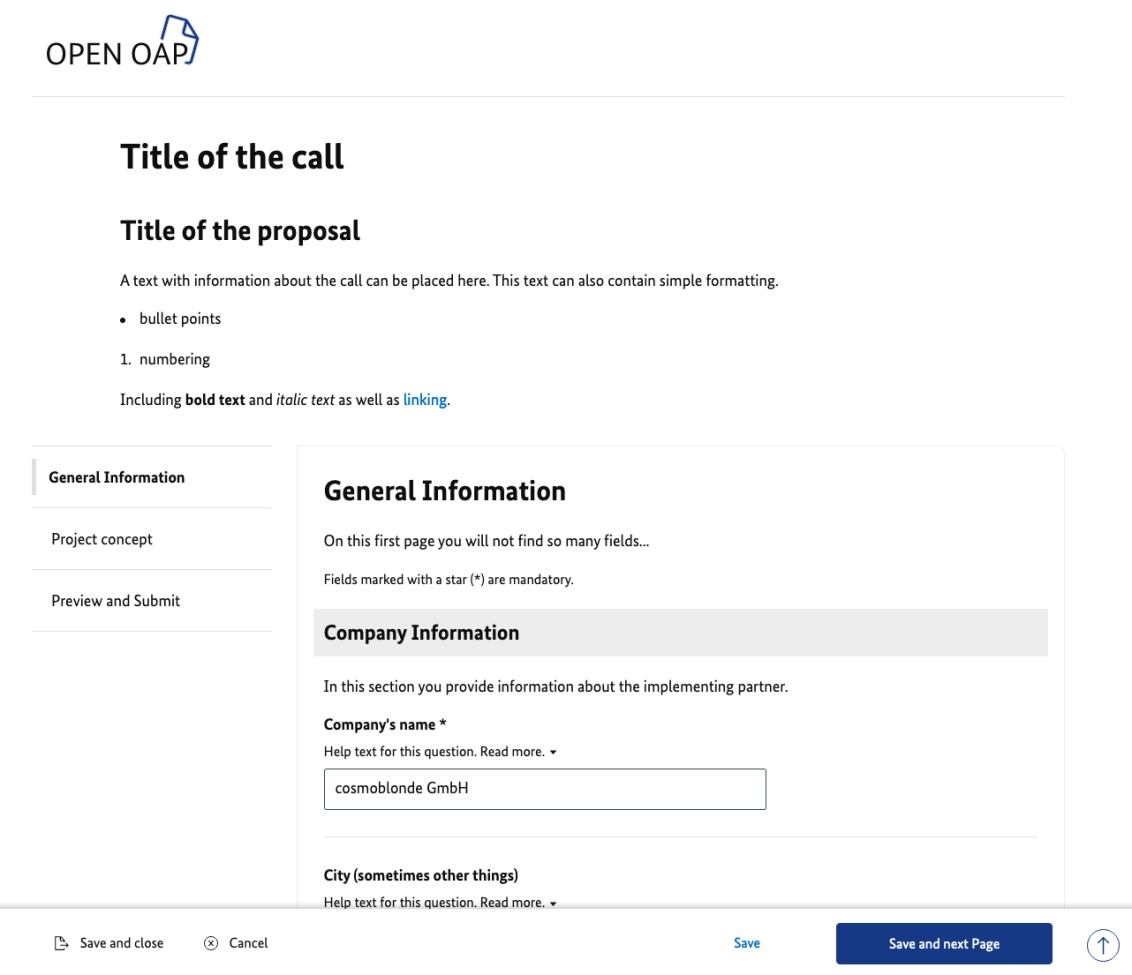 OPEN OAP
Title of the call
Title of the proposal
A text with information about the call can be placed here. This text can also contain simple formatting.
• bullet points
1. numbering
Including bold text and italic text as well as linking.
General Information
Project concept
Preview and Submit
General Information
On this first page you will not find so many fields...
Fields marked with a star (*) are mandatory.
Company Information
In this section you provide information about the implementing partner.
Company's name *
Help text for this question. Read more.
cosmoblonde GmbH
City (sometimes other things)
Help text for this question. Read more.
Save and close
Cancel
Save
Save and next Page